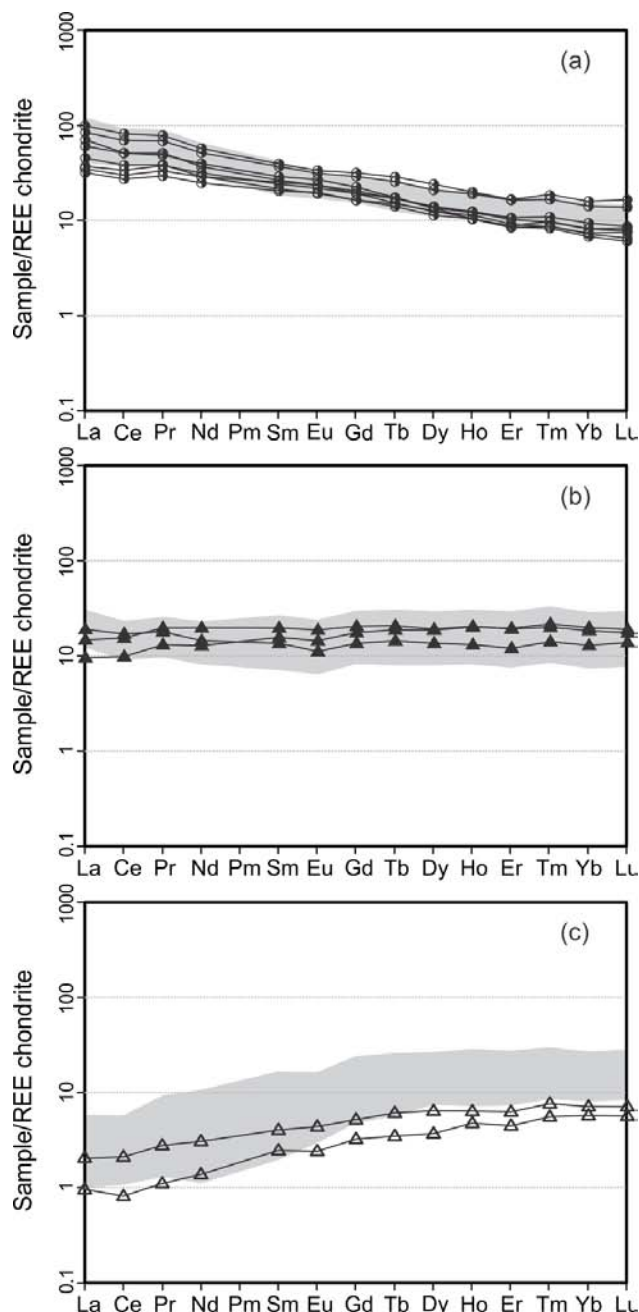 1000
(a)
100
10
1
0.1
Sample/REE chondrite
La Ce Pr Nd Pm Sm Eu Gd Tb Dy Ho Er Tm Yb Lu
1000
(b)
100
10
1
0.1
Sample/REE chondrite
La Ce Pr Nd Pm Sm Eu Gd Tb Dy Ho Er Tm Yb Lu
1000
(c)
100
10
1
0.1
Sample/REE chondrite
La Ce Pr Nd Pm Sm Eu Gd Tb Dy Ho Er Tm Yb Lu